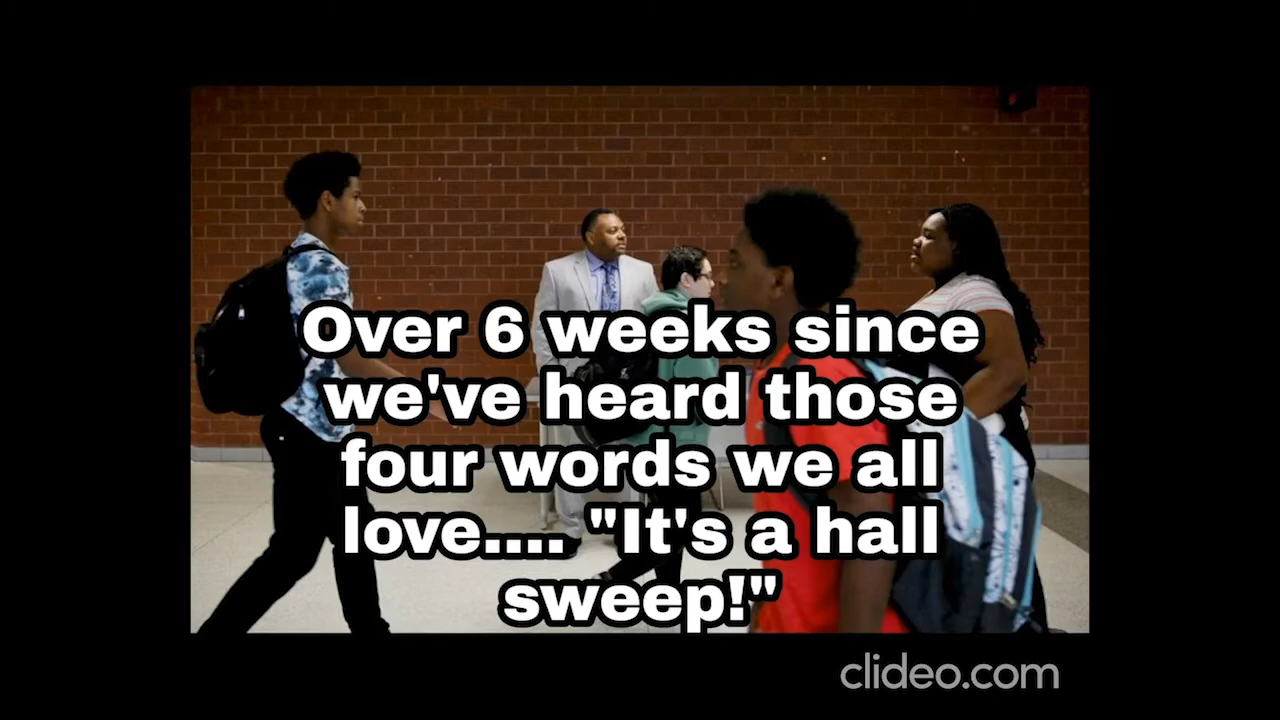 Over 6 weeks since
we've heard those
four words we all
love.... "It's a hall
sweep!"
clideo.com